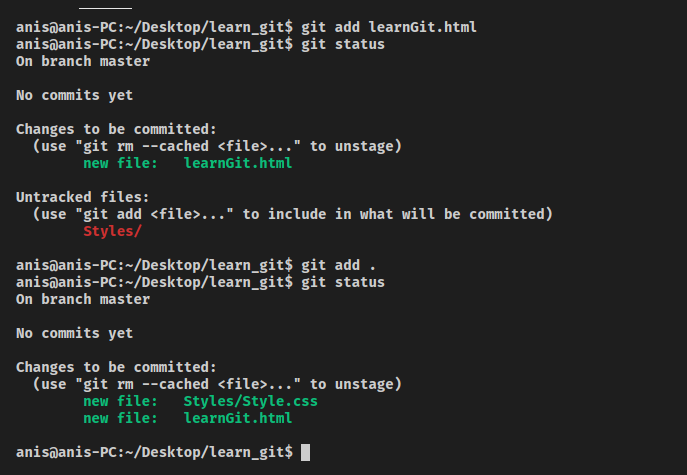 anis@anis-PC:~/Desktop/learn_git$ git add learnGit.html
anis@anis-PC:~/Desktop/learn_git$ git status
On branch master
No commits yet
Changes to be committed:
  (use "git rm --cached <file>..." to unstage)
        new file:   learnGit.html
Untracked files:
  (use "git add <file>..." to include in what will be committed)
        Styles/
anis@anis-PC:~/Desktop/learn_git$ git add .
anis@anis-PC:~/Desktop/learn_git$ git status
On branch master
No commits yet
Changes to be committed:
  (use "git rm --cached <file>..." to unstage)
        new file:   Styles/Style.css
        new file:   learnGit.html
anis@anis-PC:~/Desktop/learn_git$